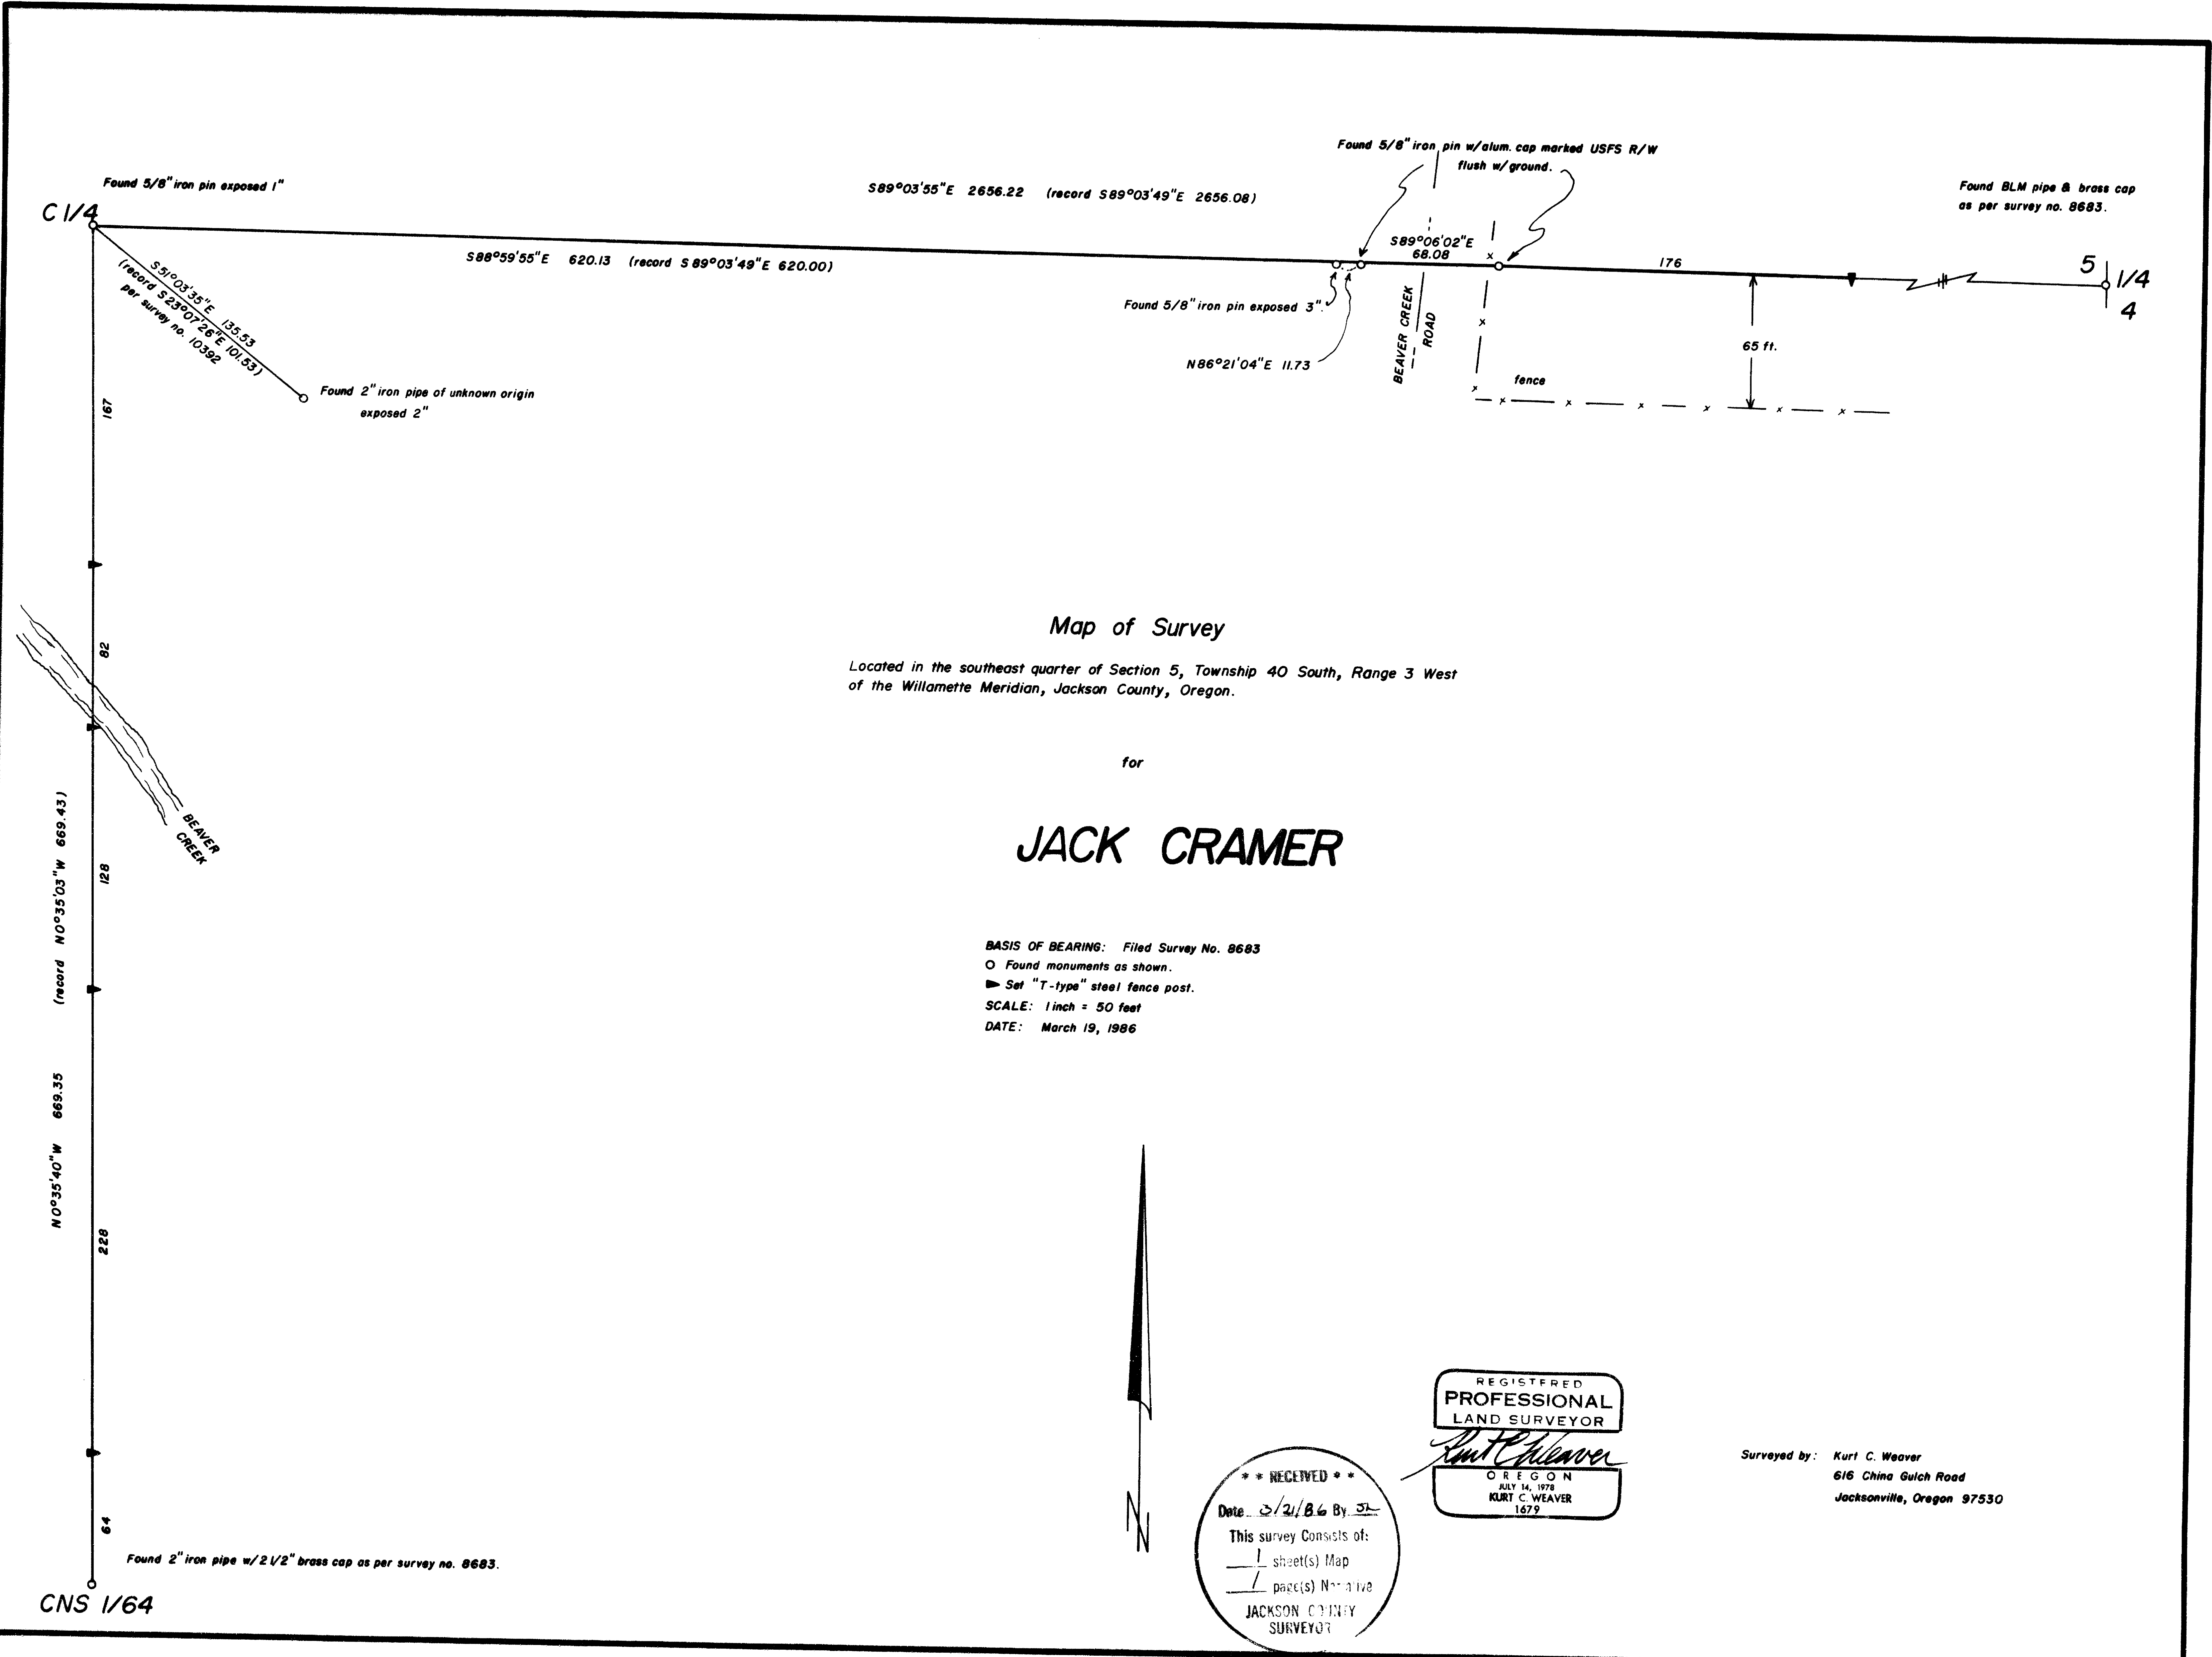 Found 5/8" iron pin w/alum. cap marked USFS R/W
flush w/ground.
Found 5/8" iron pin exposed 1"
C 1/4
S89°03'55"E 2656.22 (record S89°03'49"E 2656.08)
Found BLM pipe & brass cap
as per survey no. 8683.
S88°59'55"E 620.13 (record S89°03'49"E 620.00)
S89°06'02"E
68.08
x
176
5 1/4
4
S51°03'35"E 135.53
(record S23°07'26"E 101.53)
per survey no. 10392
Found 5/8" iron pin exposed 3".
N86°21'04"E 11.73
BEAVER CREEK
ROAD
65 ft.
fence
Found 2" iron pipe of unknown origin
exposed 2"
167
82
BEAVER
CREEK
128
N0°35'40"W 669.35 (record N0°35'03"W 669.43)
228
64
Map of Survey
Located in the southeast quarter of Section 5, Township 40 South, Range 3 West
of the Willamette Meridian, Jackson County, Oregon.
for
JACK CRAMER
BASIS OF BEARING: Filed Survey No. 8683
O Found monuments as shown.
Set "T-type" steel fence post.
SCALE: 1 inch = 50 feet
DATE: March 19, 1986
N
Found 2" iron pipe w/2 1/2" brass cap as per survey no. 8683.
CNS 1/64
* * RECEIVED * *
Date 3/21/86 By
This survey Consists of:
1 sheet(s) Map
1 page(s) Narrative
JACKSON COUNTY
SURVEYOR
REGISTERED
PROFESSIONAL
LAND SURVEYOR
Kurt C Weaver
OREGON
JULY 14, 1978
KURT C. WEAVER
1679
Surveyed by: Kurt C. Weaver
616 China Gulch Road
Jacksonville, Oregon 97530